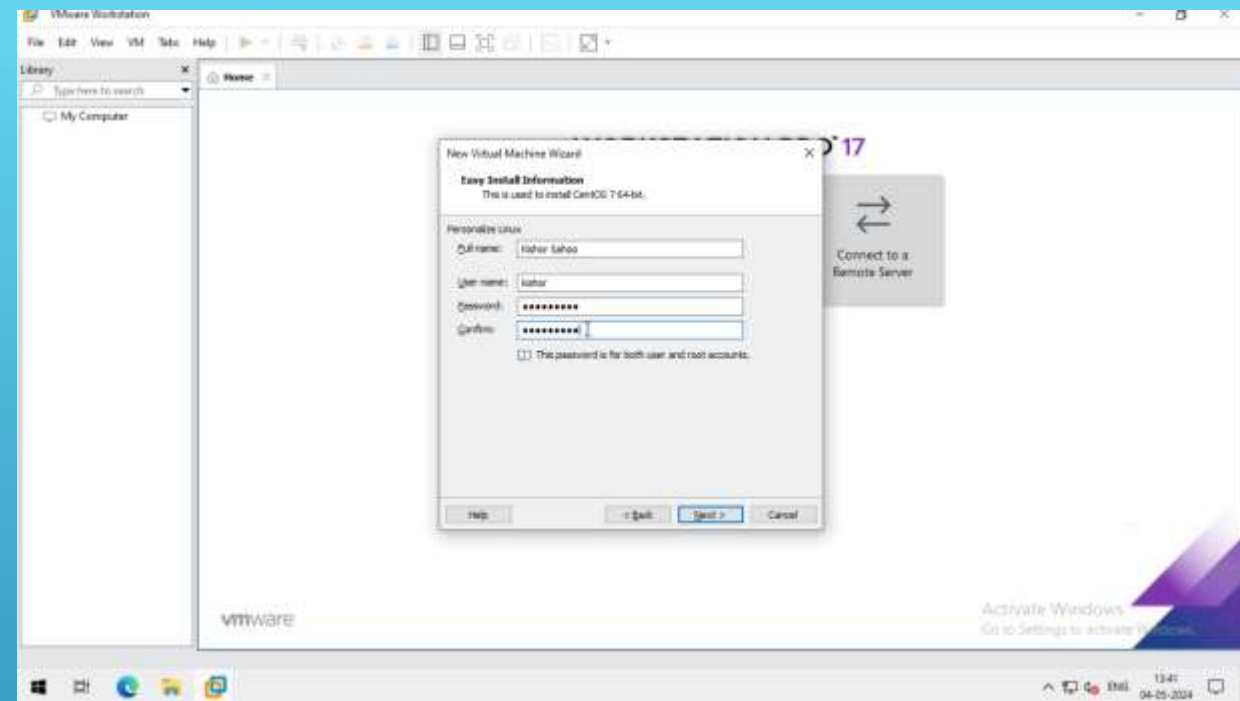 VMware Workstation
File Edit View VM Tabs Help
Library
Home
Type here to search
My Computer
17
New Virtual Machine Wizard
Easy Install Information
This is used to install CentOS 7 64-bit.
Personalize Linux
Full name: Kishor Sahoo
User name: kishor
Password:
Confirm:
This password is for both user and root accounts.
Help < Back Next > Cancel
Connect to a
Remote Server
vmware
Activate Windows
Go to Settings to activate Windows.
ENG
13:41
04-05-2024